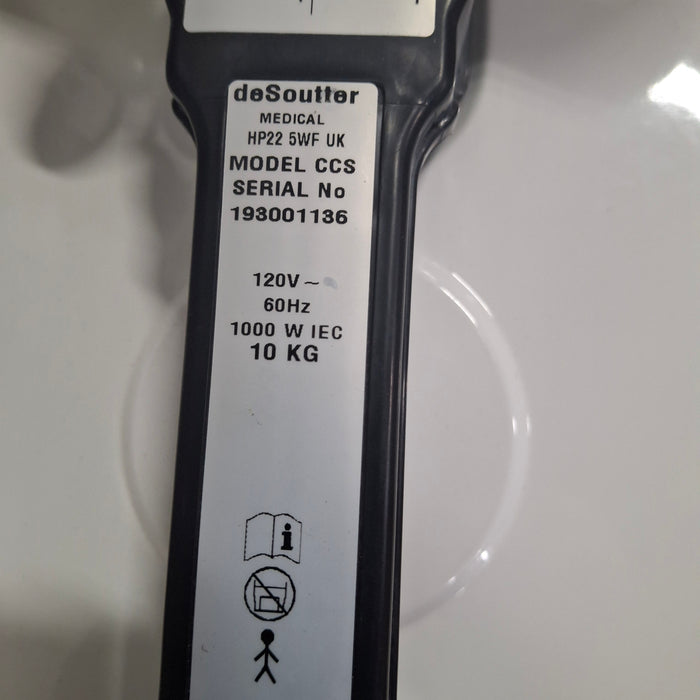 deSoutter
MEDICAL
HP22 5WF UK
MODEL CCS
SERIAL No
193001136
120V ~
60Hz
1000 W IEC
10 KG
i